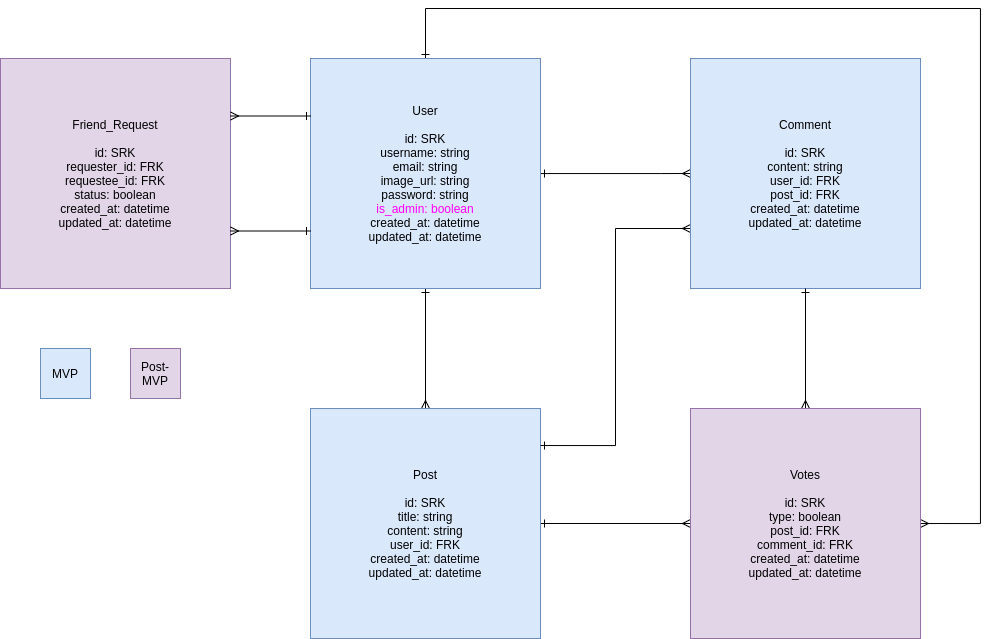 Friend_Request
id: SRK
requester_id: FRK
requestee_id: FRK
status: boolean
created_at: datetime
updated_at: datetime
User
id: SRK
username: string
email: string
image_url: string
password: string
is_admin: boolean
created_at: datetime
updated_at: datetime
Comment
id: SRK
content: string
user_id: FRK
post_id: FRK
created_at: datetime
updated_at: datetime
MVP
Post-
MVP
Post
id: SRK
title: string
content: string
user_id: FRK
created_at: datetime
updated_at: datetime
Votes
id: SRK
type: boolean
post_id: FRK
comment_id: FRK
created_at: datetime
updated_at: datetime